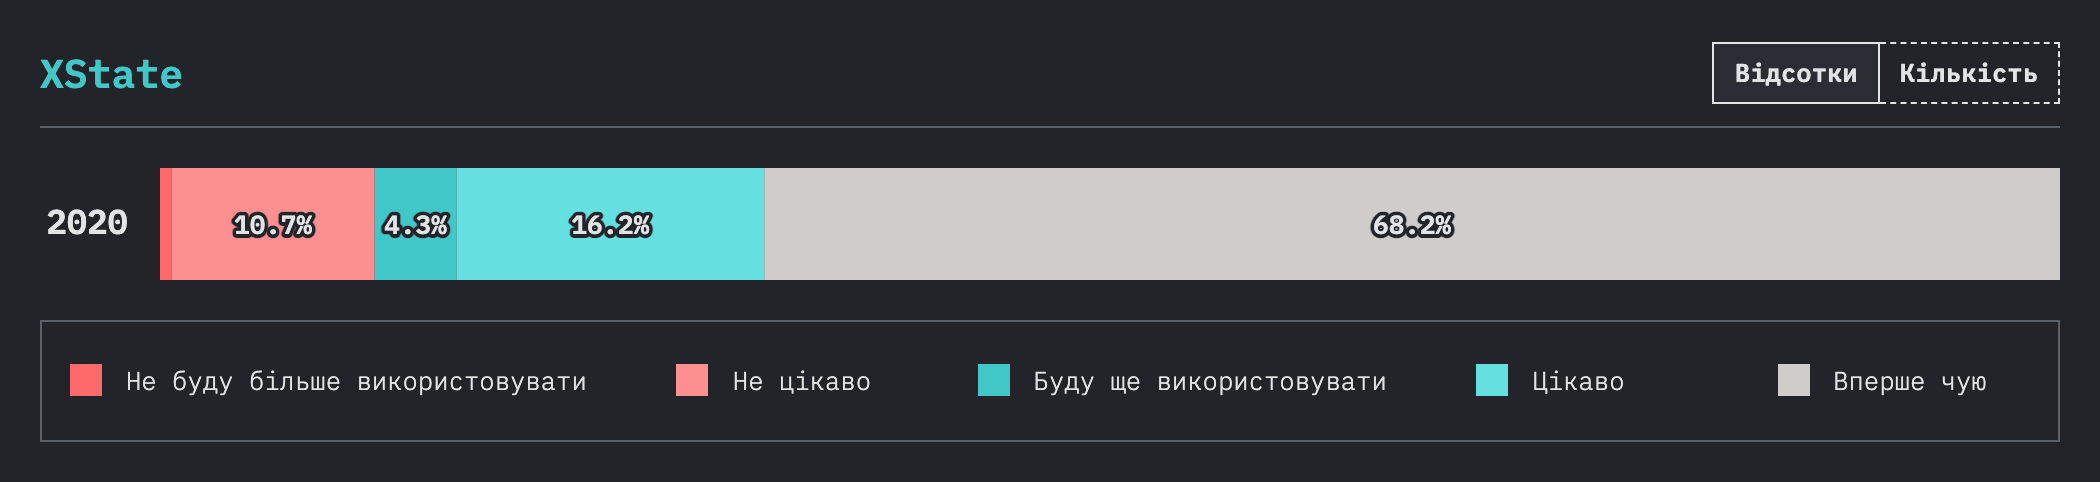 XState
Відсотки Кількість
2020 10.7% 4.3% 16.2% 68.2%
Не буду більше використовувати Не цікаво Буду ще використовувати Цікаво Вперше чую